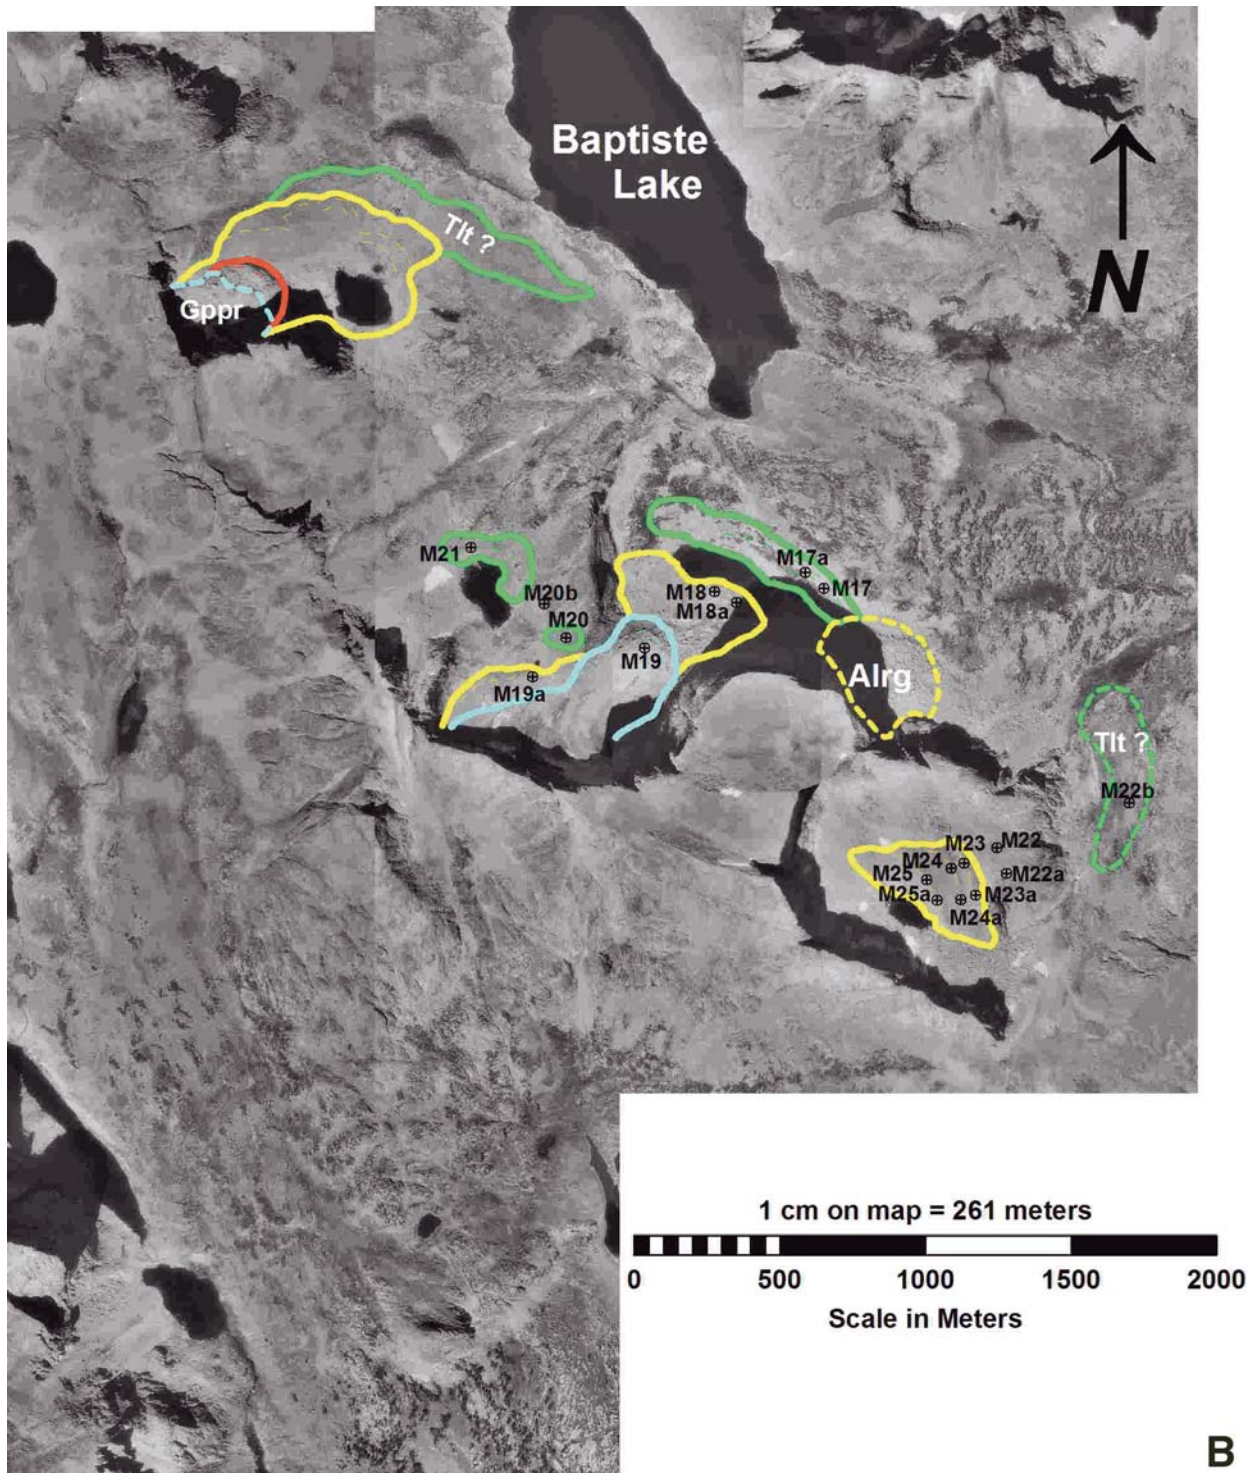 Baptiste
Lake
N
Tlt ?
Gppr
M21
M20b
M20
M17a
M17
M18
M18a
M19
M19a
Alrg
Tlt ?
M22b
M23
M22
M24
M25
M22a
M25a
M23a
M24a
1 cm on map = 261 meters
0 500 1000 1500 2000
Scale in Meters
B